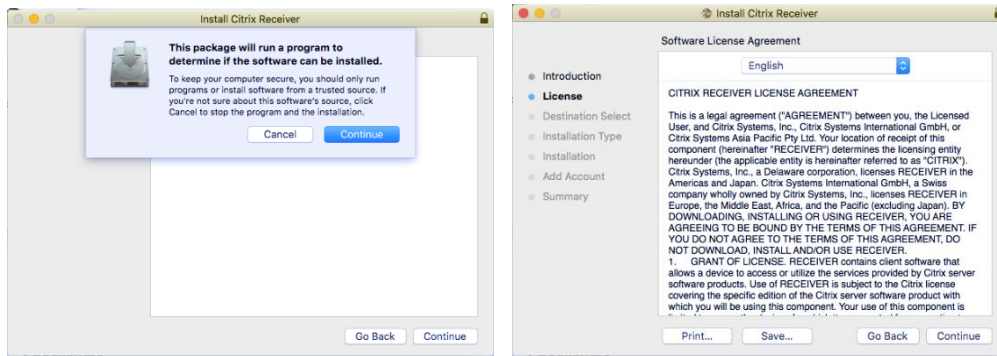 Install Citrix Receiver
This package will run a program to
determine if the software can be installed.
To keep your computer secure, you should only run
programs or install software from a trusted source. If
you're not sure about this software's source, click
Cancel to stop the program and the installation.
Cancel
Continue
Go Back
Continue
Install Citrix Receiver
Software License Agreement
Introduction
License
Destination Select
Installation Type
Installation
Add Account
Summary
English
CITRIX RECEIVER LICENSE AGREEMENT
This is a legal agreement ("AGREEMENT") between you, the Licensed
User, and Citrix Systems, Inc., Citrix Systems International GmbH, or
Citrix Systems Asia Pacific Pty Ltd. Your location of receipt of this
component (hereinafter "RECEIVER") determines the licensing entity
hereunder (the applicable entity is hereinafter referred to as "CITRIX").
Citrix Systems, Inc., a Delaware corporation, licenses RECEIVER in the
Americas and Japan. Citrix Systems International GmbH, a Swiss
company wholly owned by Citrix Systems, Inc., licenses RECEIVER in
Europe, the Middle East, Africa, and the Pacific (excluding Japan). BY
DOWNLOADING, INSTALLING OR USING RECEIVER, YOU ARE
AGREEING TO BE BOUND BY THE TERMS OF THIS AGREEMENT. IF
YOU DO NOT AGREE TO THE TERMS OF THIS AGREEMENT, DO
NOT DOWNLOAD, INSTALL AND/OR USE RECEIVER.
1. GRANT OF LICENSE. RECEIVER contains client software that
allows a device to access or utilize the services provided by Citrix server
software products. Use of RECEIVER is subject to the Citrix license
covering the specific edition of the Citrix server software product with
which you will be using this component. Your use of this component is
Print...
Save...
Go Back
Continue